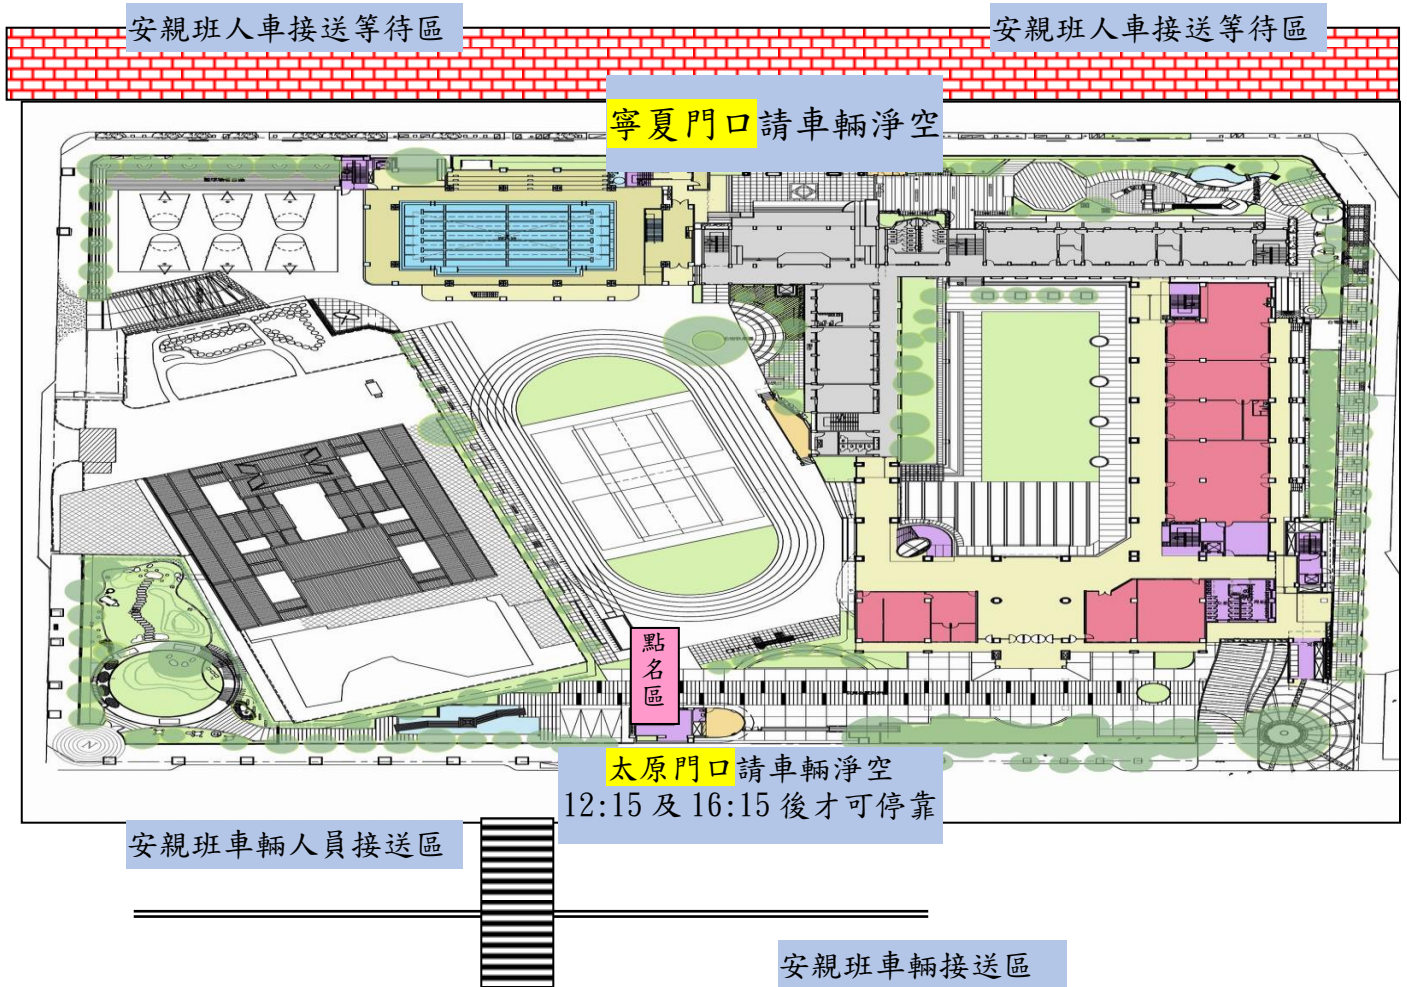 安親班人車接送等待區
安親班人車接送等待區
寧夏門口請車輛淨空
點名區
太原門口請車輛淨空
12:15 及 16:15 後才可停靠
安親班車輛人員接送區
安親班車輛接送區
N